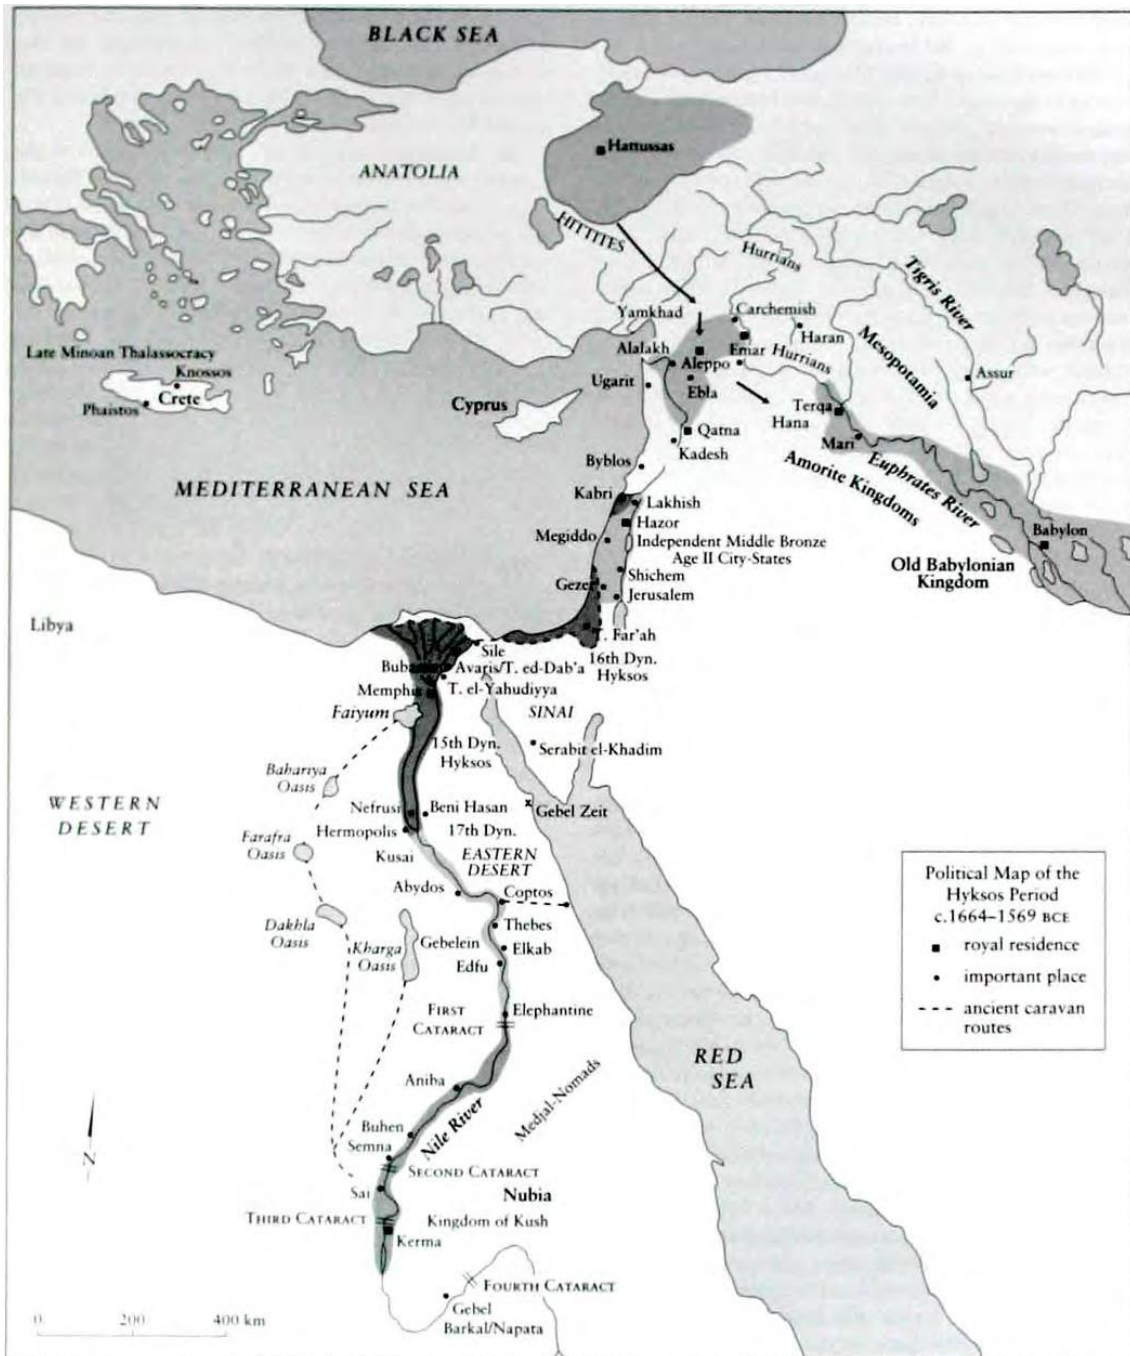 BLACK SEA
Hattussas
ANATOLIA
HITTITES
Hurrians
Tigris River
Yamkhad
Carchemish
Haran
Mesopotamia
Late Minoan Thalassocracy
Knossos
Crete
Phaistos
Alalakh
Aleppo
Emar
Hurrians
Assur
Ugarit
Ebla
Cyprus
Terqa
Hana
Qatna
Mari
Kadesh
Byblos
Euphrates River
Amorite Kingdoms
MEDITERRANEAN SEA
Kabri
Lakhish
Hazor
Babylon
Megiddo
Independent Middle Bronze
Age II City-States
Old Babylonian
Kingdom
Shichem
Gezer
Jerusalem
Libya
T. Far'ah
Sile
16th Dyn.
Hyksos
Avaris/T. ed-Dab'a
T. el-Yahudiyya
Memphis
Faiyum
SINAI
15th Dyn.
Hyksos
Serabit el-Khadim
Bahariya
Oasis
WESTERN
DESERT
Nefrusi
Beni Hasan
Gebel Zeit
Hermopolis
17th Dyn.
Farafra
Oasis
Kusai
EASTERN
DESERT
Abydos
Coptos
Dakhla
Oasis
Thebes
Kharga
Oasis
Gebelein
Elkab
Edfu
Political Map of the
Hyksos Period
c.1664–1569 BCE
royal residence
important place
ancient caravan
routes
FIRST
CATARACT
Elephantine
RED
SEA
Aniba
Medjal-Nomads
Nile River
Buhen
Semna
N
SECOND CATARACT
Sai
Nubia
THIRD CATARACT
Kingdom of Kush
Kerma
FOURTH CATARACT
Gebel
Barkal/Napata
0 200 400 km